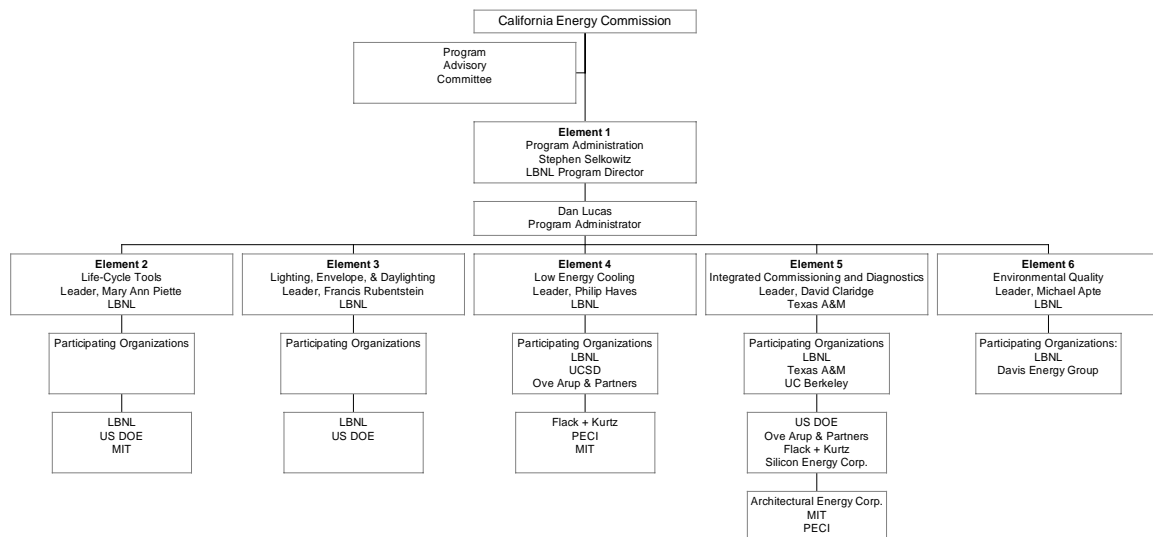 California Energy Commission
Program
Advisory
Committee
Element 1
Program Administration
Stephen Selkowitz
LBNL Program Director
Dan Lucas
Program Administrator
Element 2
Life-Cycle Tools
Leader, Mary Ann Piette
LBNL
Participating Organizations
LBNL
US DOE
MIT
Element 3
Lighting, Envelope, & Daylighting
Leader, Francis Rubentstein
LBNL
Participating Organizations
LBNL
US DOE
Element 4
Low Energy Cooling
Leader, Philip Haves
LBNL
Participating Organizations
LBNL
UCSD
Ove Arup & Partners
Flack + Kurtz
PECI
MIT
Element 5
Integrated Commissioning and Diagnostics
Leader, David Claridge
Texas A&M
Participating Organizations
LBNL
Texas A&M
UC Berkeley
US DOE
Ove Arup & Partners
Flack + Kurtz
Silicon Energy Corp.
Architectural Energy Corp.
MIT
PECI
Element 6
Environmental Quality
Leader, Michael Apte
LBNL
Participating Organizations:
LBNL
Davis Energy Group